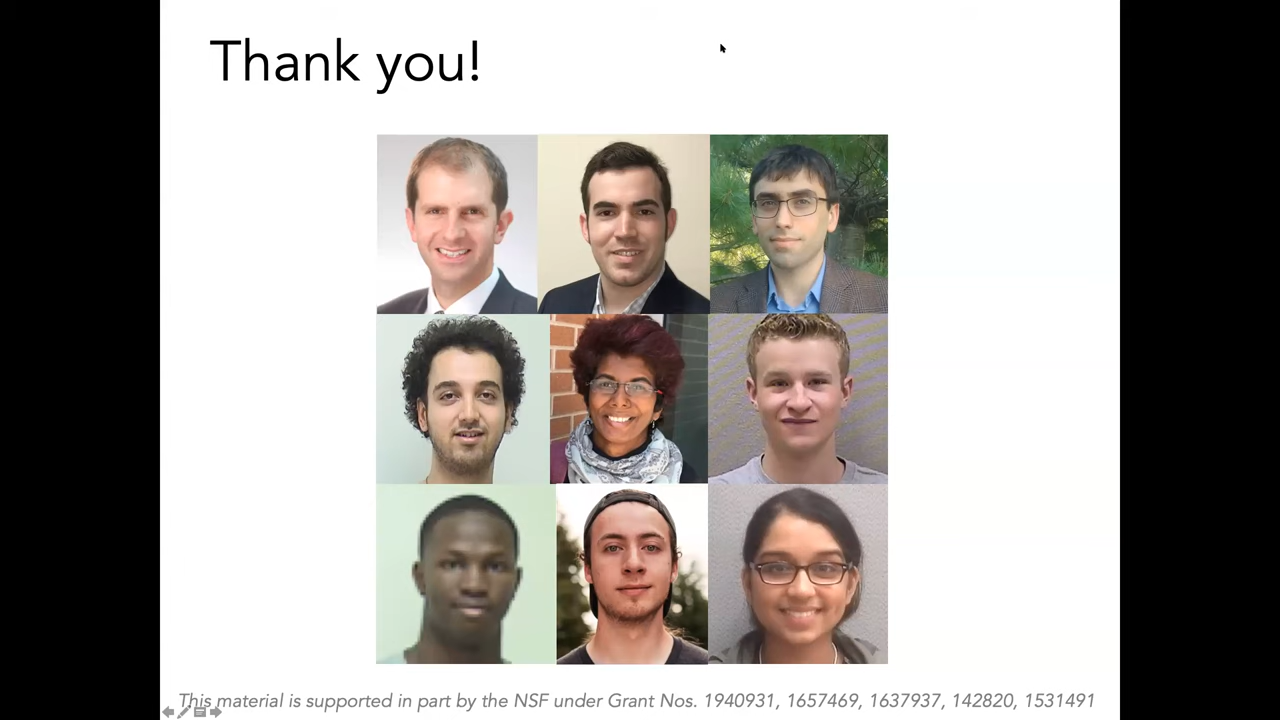 Thank you!
This material is supported in part by the NSF under Grant Nos. 1940931, 1657469, 1637937, 142820, 1531491